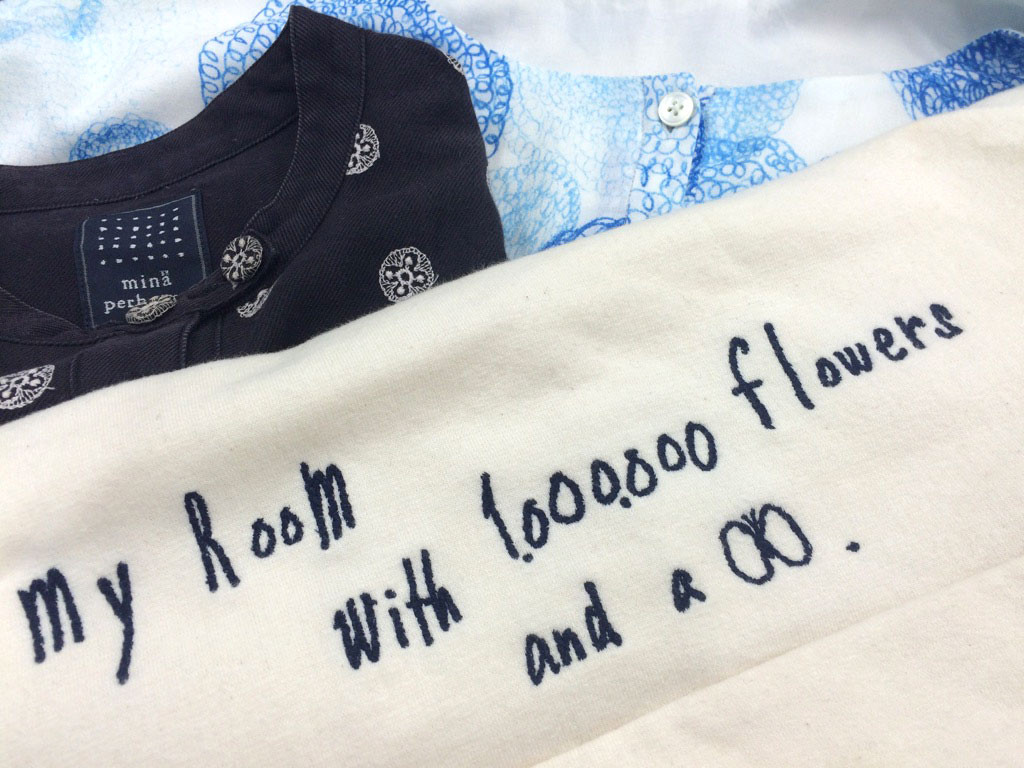 minä
my Room
with 1.000.000 flowers
and a